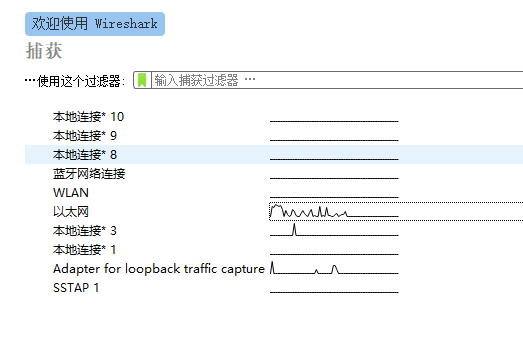 欢迎使用 Wireshark
捕获
…使用这个过滤器： 输入捕获过滤器 …
本地连接* 10
本地连接* 9
本地连接* 8
蓝牙网络连接
WLAN
以太网
本地连接* 3
本地连接* 1
Adapter for loopback traffic capture
SSTAP 1